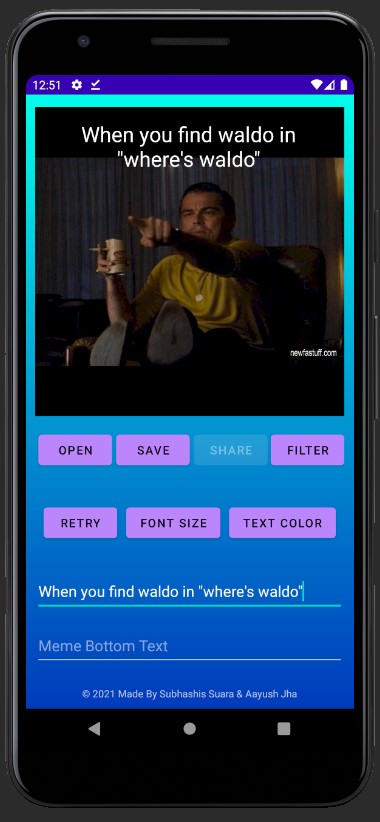 12:51
When you find waldo in
"where's waldo"
newfastuff.com
OPEN SAVE SHARE FILTER
RETRY FONT SIZE TEXT COLOR
When you find waldo in "where's waldo"
Meme Bottom Text
© 2021 Made By Subhashis Suara & Aayush Jha